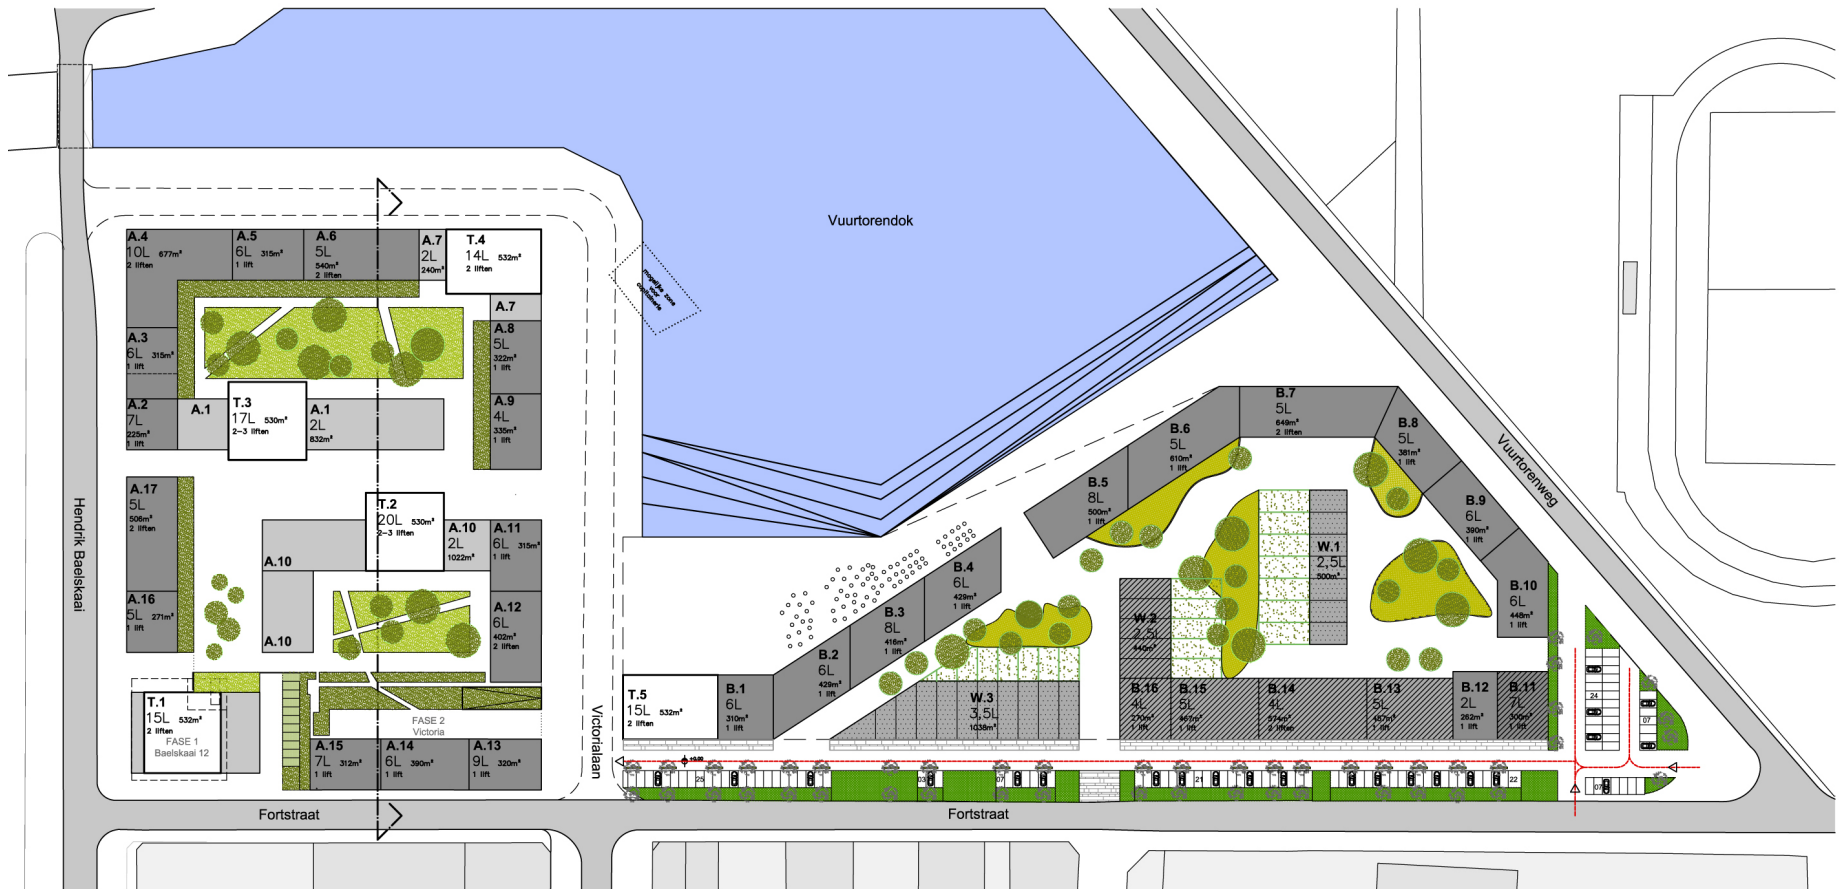 Vuurtorendok
mogelijke zone
voor
capitainerie
Hendrik Baelskaai
Victorialaan
Vuurtorenweg
Fortstraat
Fortstraat
A.4
10L 677m²
2 liften
A.5
6L 315m²
1 lift
A.6
5L
540m²
2 liften
A.7
2L
240m²
T.4
14L 532m²
2 liften
A.7
A.8
5L
322m²
1 lift
A.9
4L
335m²
1 lift
A.3
6L 315m²
1 lift
A.2
7L
225m²
1 lift
A.1
T.3
17L 530m²
2-3 liften
A.1
2L
832m²
A.17
5L
506m²
2 liften
A.16
5L 271m²
1 lift
T.2
20L 530m²
2-3 liften
A.10
2L
1022m²
A.10
A.10
A.11
6L 315m²
1 lift
A.12
6L
402m²
2 liften
T.1
15L 532m²
2 liften
FASE 1
Baelskaai 12
FASE 2
Victoria
A.15
7L 312m²
1 lift
A.14
6L 390m²
1 lift
A.13
9L 320m²
1 lift
T.5
15L 532m²
2 liften
B.1
6L
310m²
1 lift
B.2
6L
429m²
1 lift
B.3
8L
416m²
1 lift
B.4
6L
429m²
1 lift
B.5
8L
500m²
1 lift
B.6
5L
610m²
1 lift
B.7
5L
649m²
2 liften
B.8
5L
381m²
1 lift
B.9
6L
390m²
1 lift
B.10
6L
448m²
1 lift
W.1
2,5L
500m²
W.2
2,5L
440m²
W.3
3,5L
1038m²
B.16
4L
270m²
1 lift
B.15
5L
467m²
1 lift
B.14
4L
574m²
2 liften
B.13
5L
457m²
1 lift
B.12
2L
262m²
1 lift
B.11
7L
300m²
1 lift
+0.00
25
03
07
21
22
24
07
07